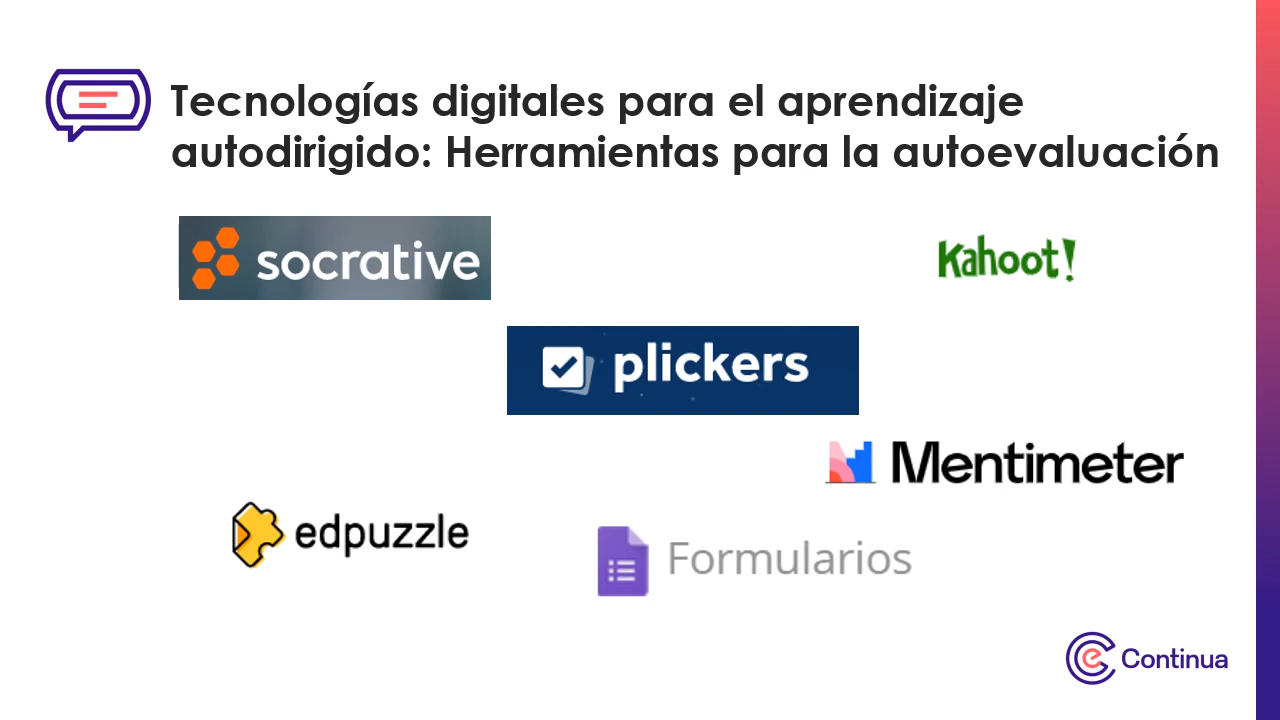 Tecnologías digitales para el aprendizaje
autodirigido: Herramientas para la autoevaluación
socrative
Kahoot!
plickers
Mentimeter
edpuzzle
Formularios
e Continua